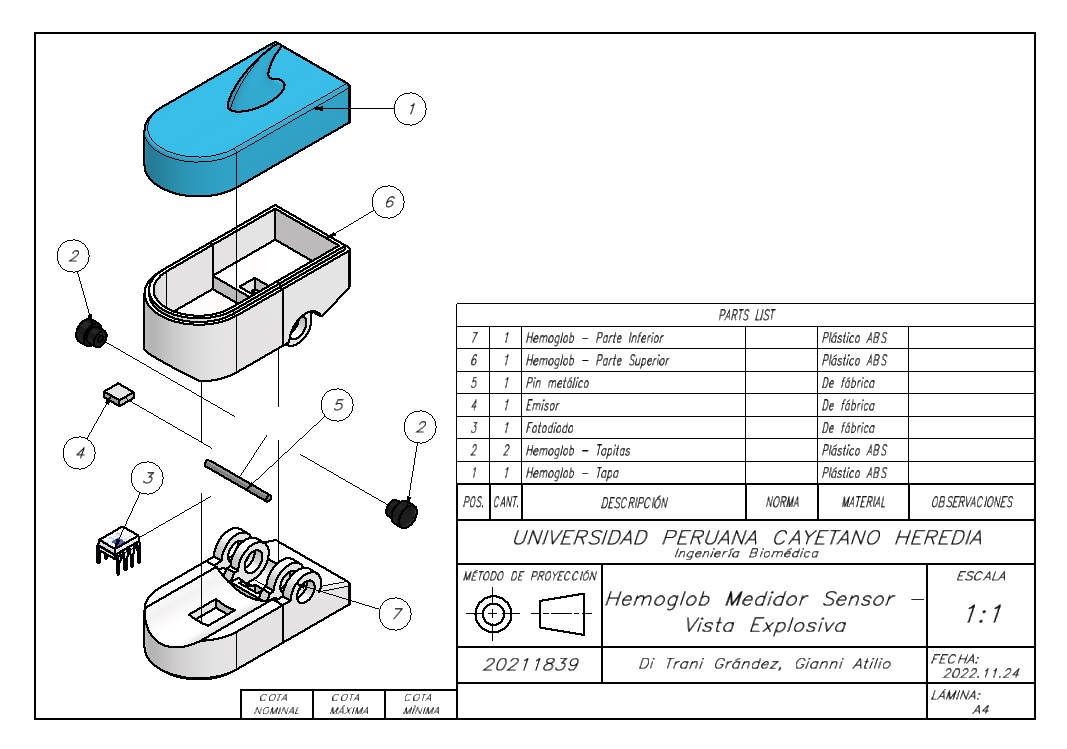 1
6
2
5
2
4
3
7
PARTS LIST
7 1 Hemoglob - Parte Inferior Plástico ABS
6 1 Hemoglob - Parte Superior Plástico ABS
5 1 Pin metálico De fábrica
4 1 Emisor De fábrica
3 1 Fotodiodo De fábrica
2 2 Hemoglob - Tapitas Plástico ABS
1 1 Hemoglob - Tapa Plástico ABS
POS. CANT. DESCRIPCIÓN NORMA MATERIAL OBSERVACIONES
UNIVERSIDAD PERUANA CAYETANO HEREDIA
Ingeniería Biomédica
MÉTODO DE PROYECCIÓN
Hemoglob Medidor Sensor -
Vista Explosiva
ESCALA
1:1
20211839
Di Trani Grández, Gianni Atilio
FECHA:
2022.11.24
LÁMINA:
A4
COTA
NOMINAL
COTA
MÁXIMA
COTA
MÍNIMA